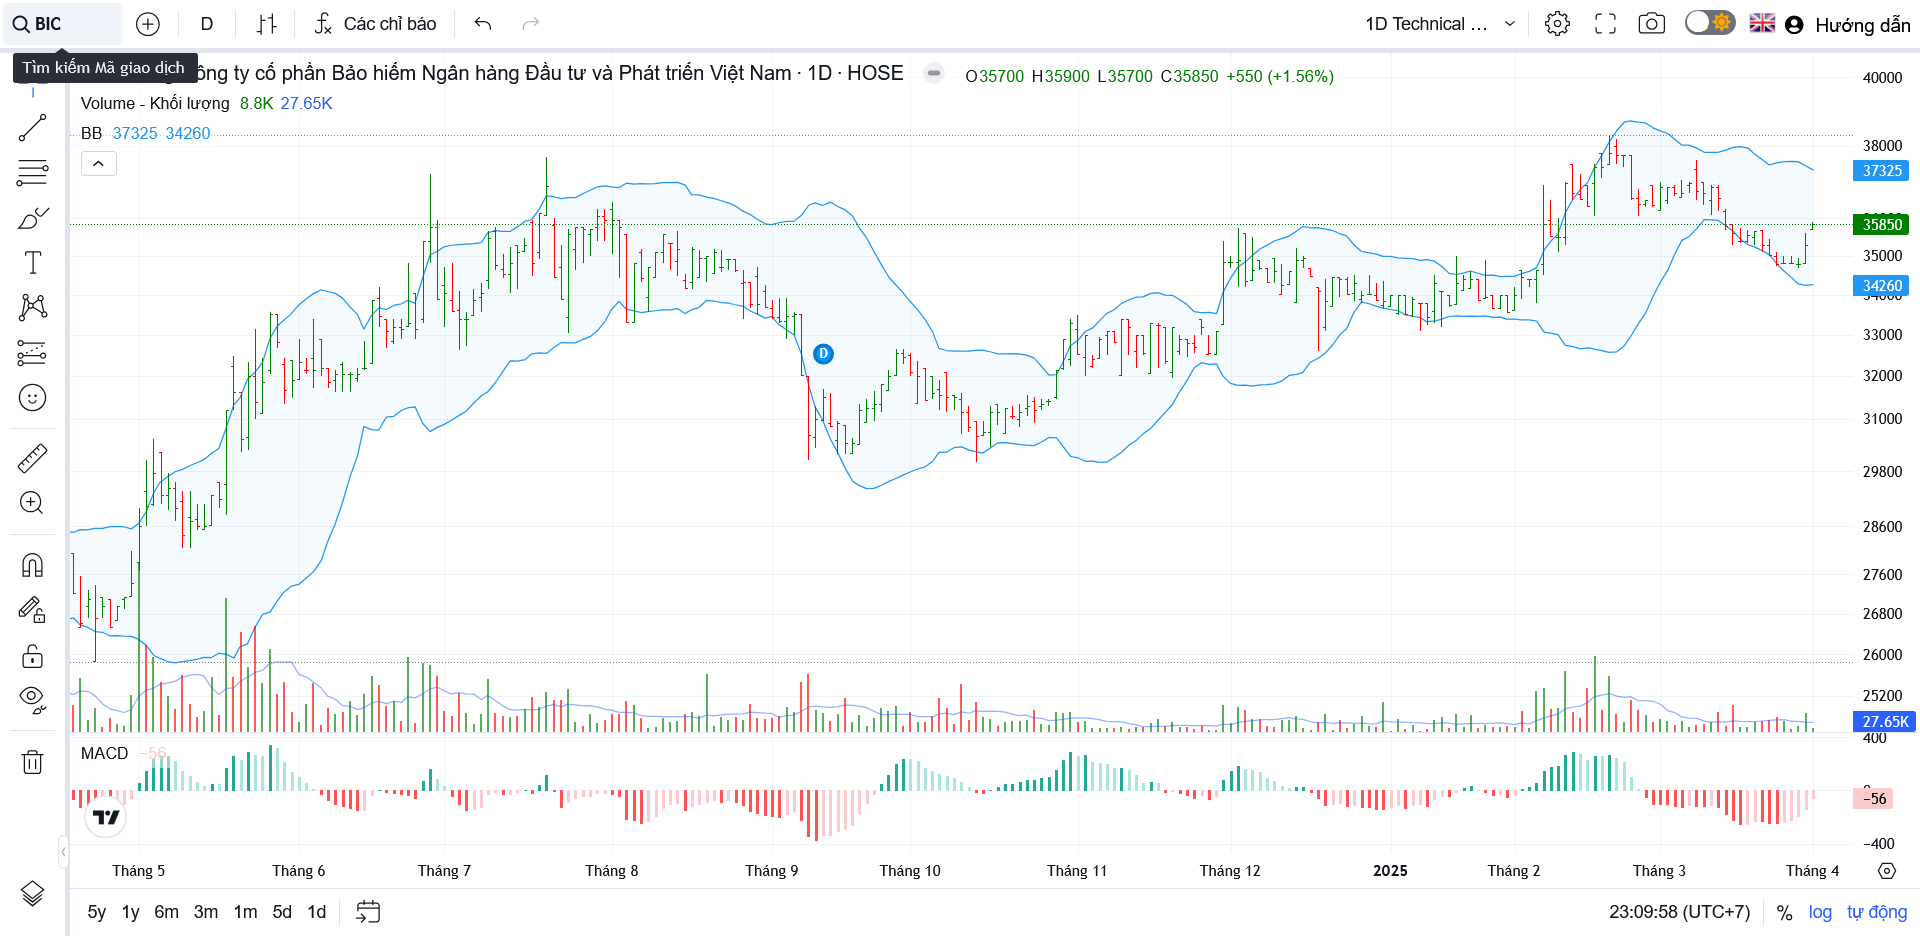 BIC
D
Các chỉ báo
1D Technical ...
Hướng dẫn
Tìm kiếm Mã giao dịch
ông ty cổ phần Bảo hiểm Ngân hàng Đầu tư và Phát triển Việt Nam · 1D · HOSE
O35700 H35900 L35700 C35850 +550 (+1.56%)
Volume - Khối lượng 8.8K 27.65K
BB 37325 34260
40000
38000
37325
35850
35000
34260
34000
33000
32000
31000
29800
28600
27600
26800
26000
25200
27.65K
D
MACD −56
400
0
−56
−400
Tháng 5
Tháng 6
Tháng 7
Tháng 8
Tháng 9
Tháng 10
Tháng 11
Tháng 12
2025
Tháng 2
Tháng 3
Tháng 4
5y 1y 6m 3m 1m 5d 1d
23:09:58 (UTC+7)
% log tự động